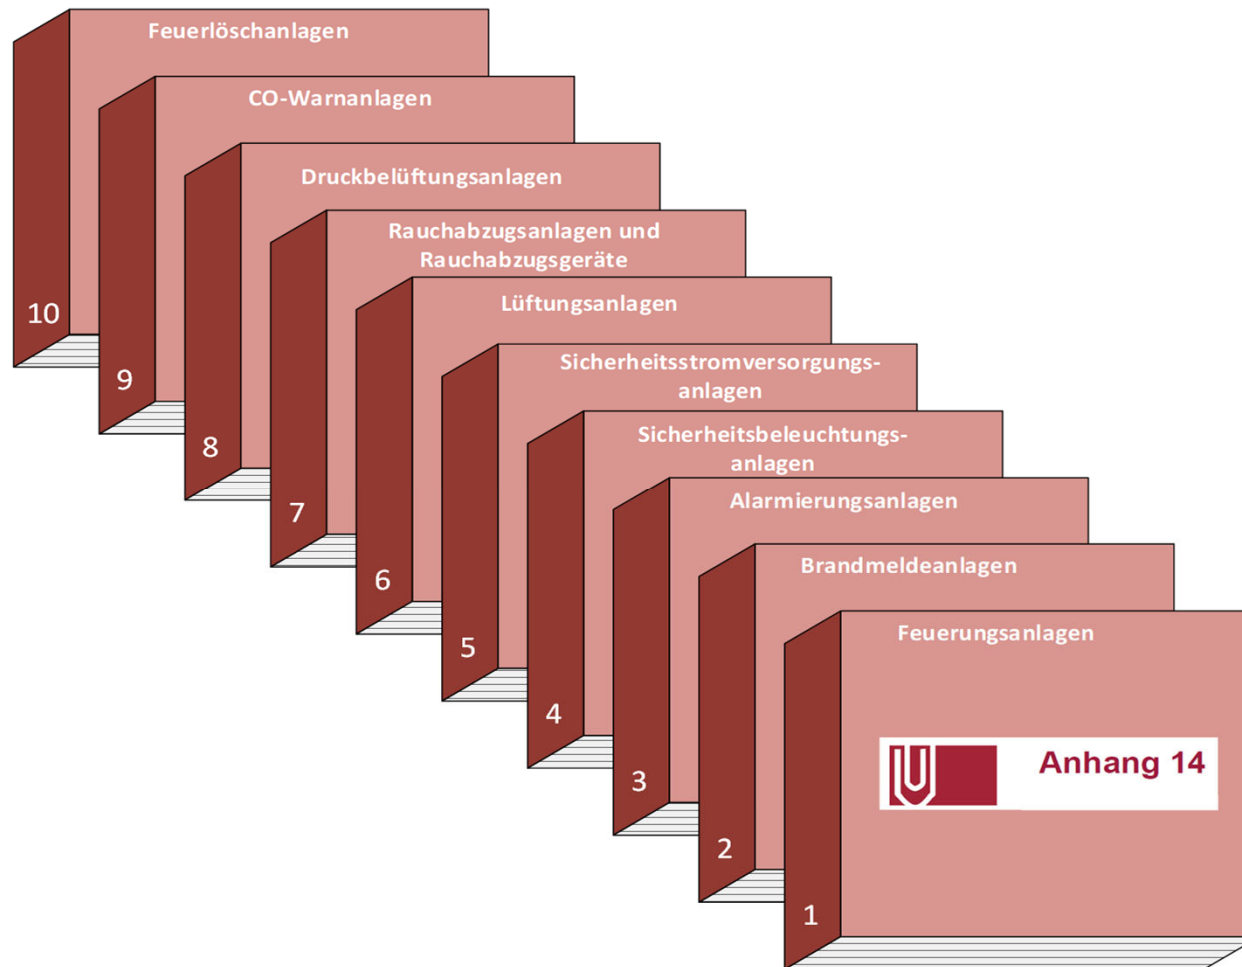 Feuerlöschanlagen
CO-Warnanlagen
Druckbelüftungsanlagen
Rauchabzugsanlagen und
Rauchabzugsgeräte
10
Lüftungsanlagen
Sicherheitsstromversorgungs-
anlagen
9
Sicherheitsbeleuchtungs-
anlagen
8
Alarmierungsanlagen
7
Brandmeldeanlagen
6
Feuerungsanlagen
5
4
Anhang 14
3
2
1